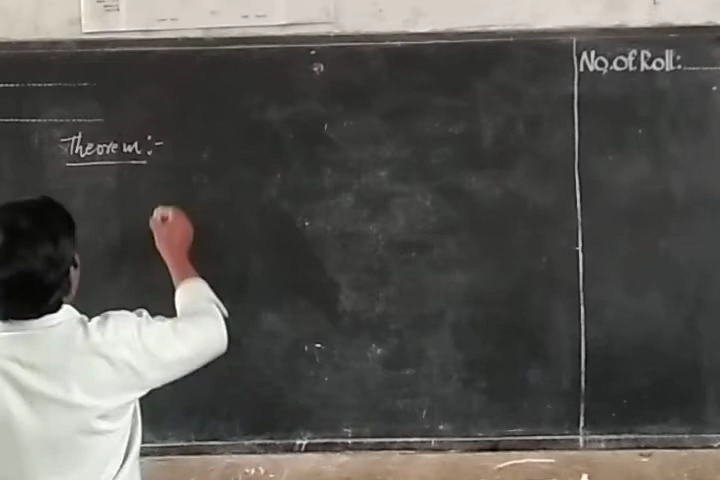 No. of Roll:......
Theorem :-